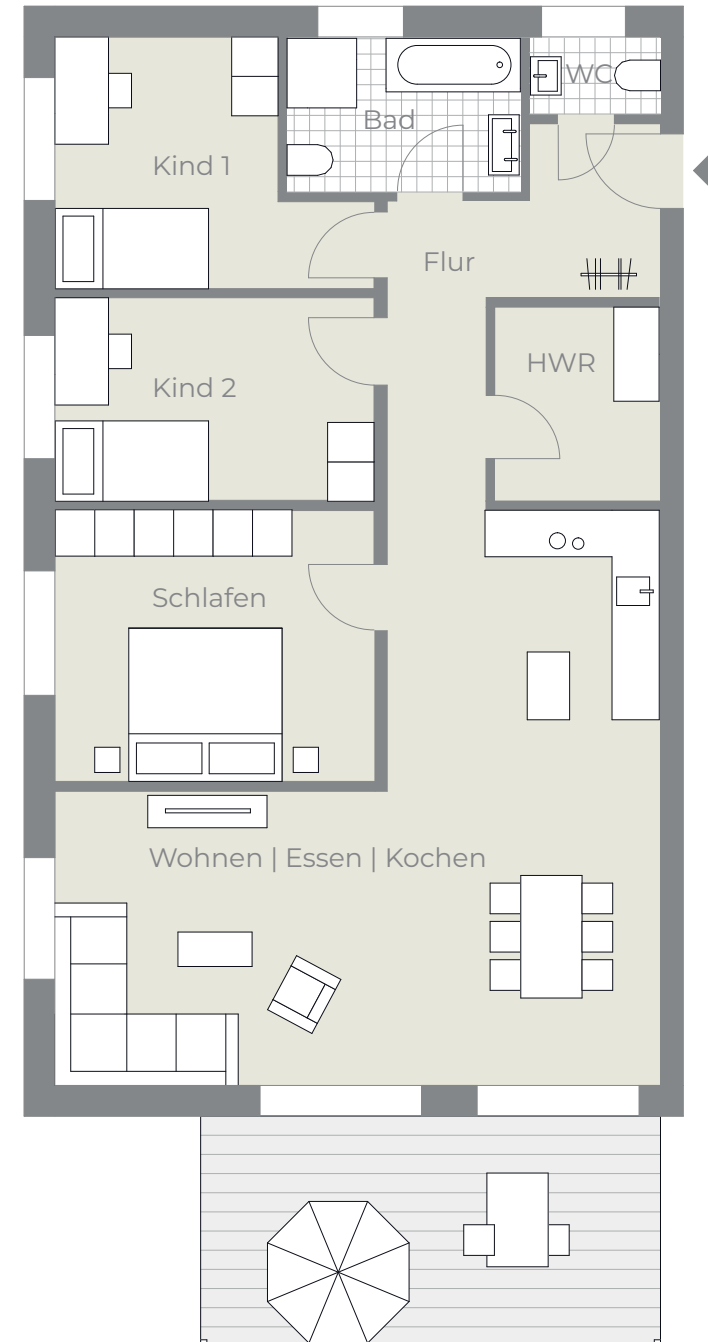 WC
Bad
Kind 1
Flur
HWR
Kind 2
Schlafen
Wohnen | Essen | Kochen